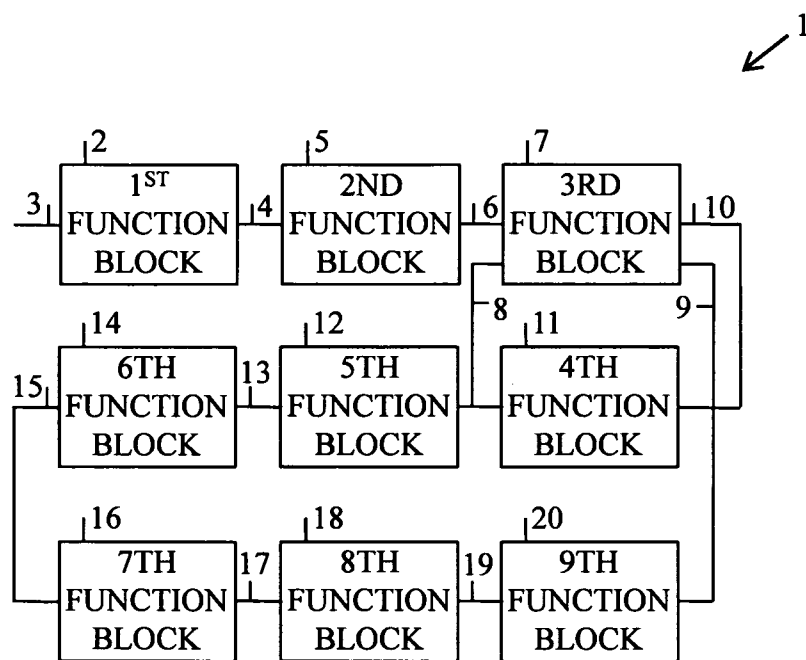 1
2
5
7
3
1ST
FUNCTION
BLOCK
4
2ND
FUNCTION
BLOCK
6
3RD
FUNCTION
BLOCK
10
8
9
14
12
11
15
6TH
FUNCTION
BLOCK
13
5TH
FUNCTION
BLOCK
4TH
FUNCTION
BLOCK
16
18
20
7TH
FUNCTION
BLOCK
17
8TH
FUNCTION
BLOCK
19
9TH
FUNCTION
BLOCK